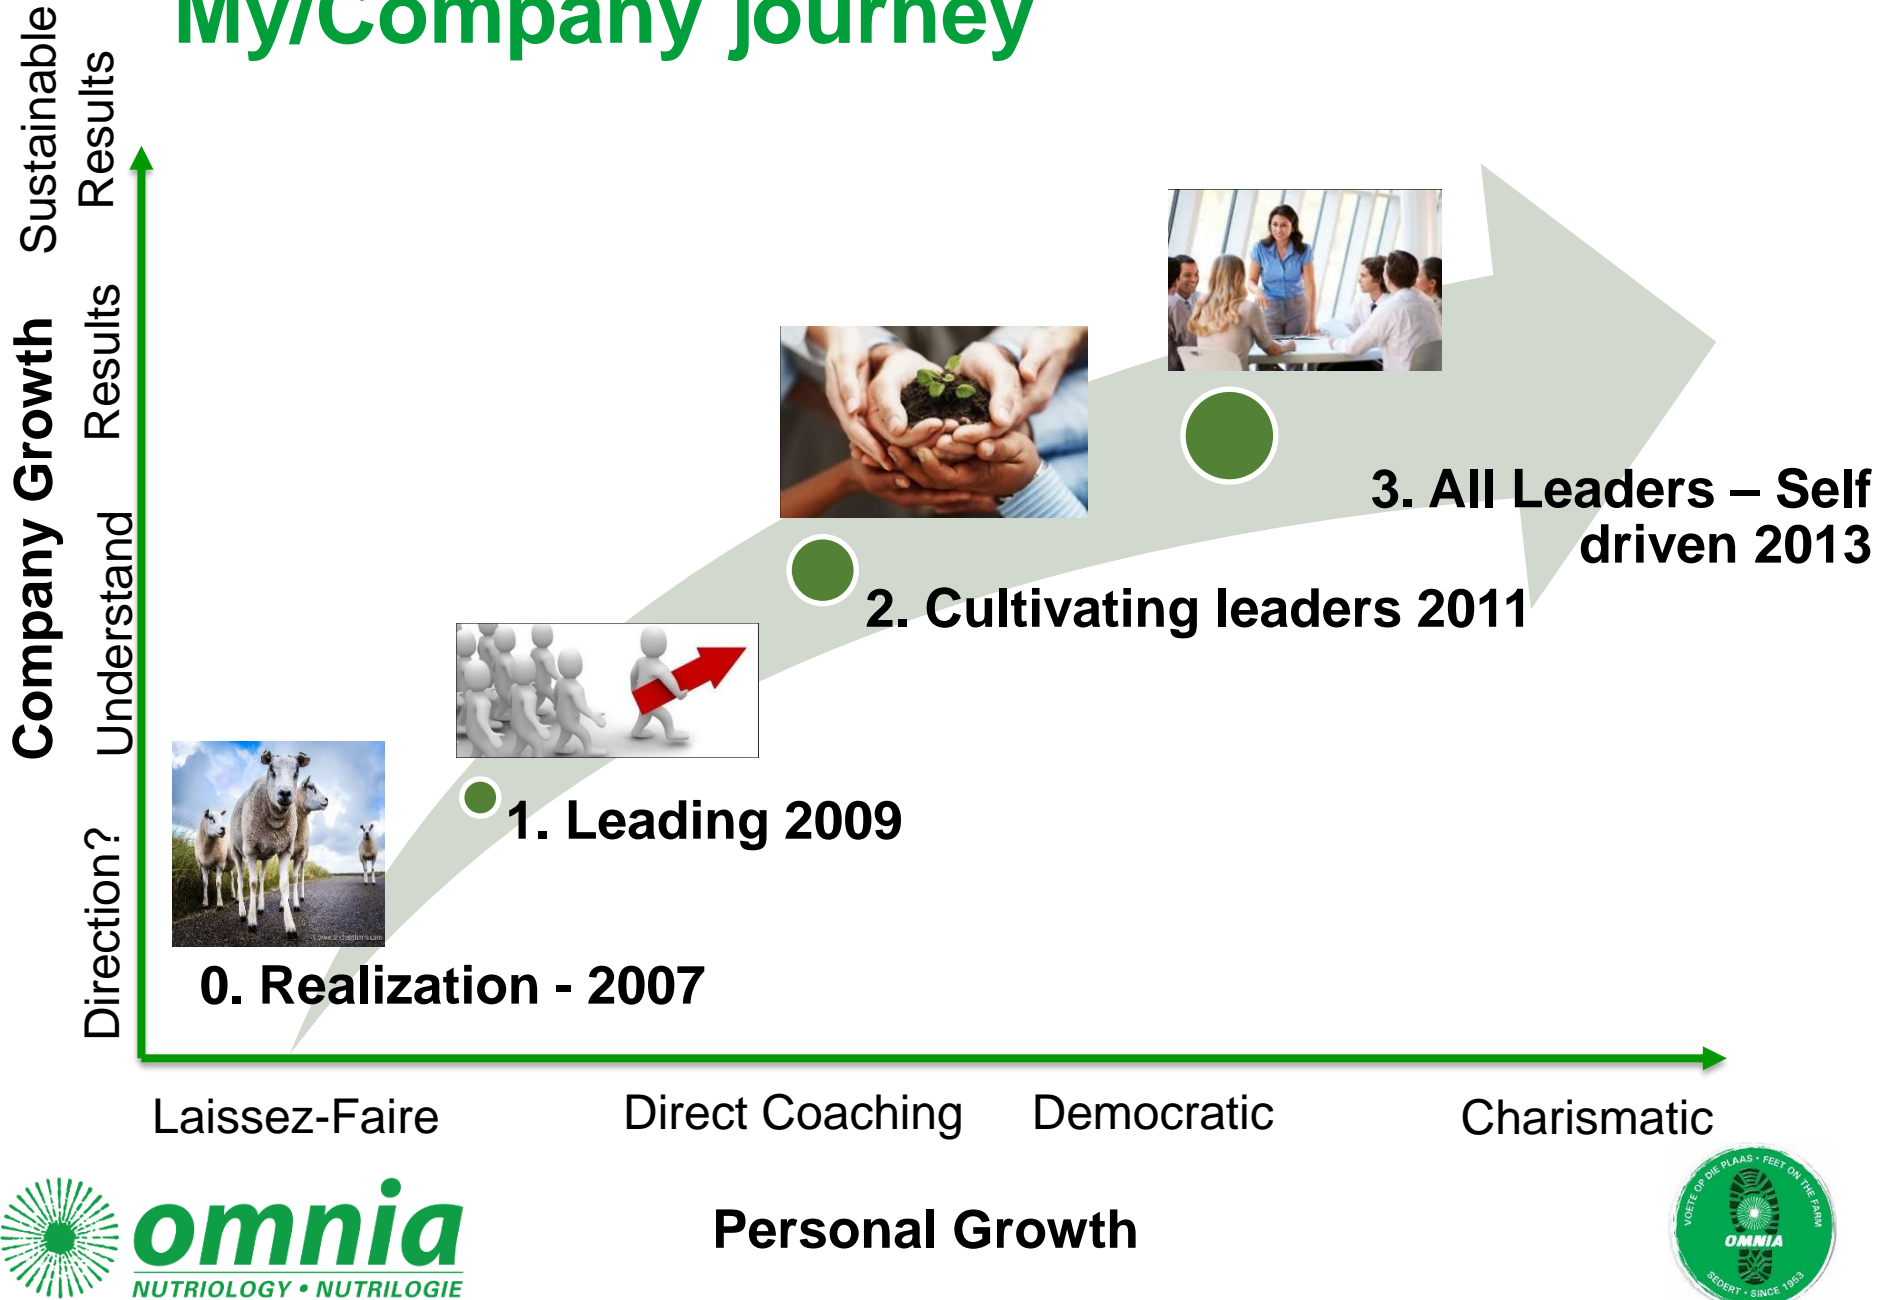 My/Company journey
Sustainable
Results
Results
Understand
Direction?
Company Growth
3. All Leaders – Self
driven 2013
2. Cultivating leaders 2011
1. Leading 2009
0. Realization - 2007
Laissez-Faire
Direct Coaching
Democratic
Charismatic
Personal Growth
omnia
NUTRIOLOGY • NUTRILOGIE
VOETE OP DIE PLAAS • FEET ON THE FARM
OMNIA
SEDERT • SINCE 1953